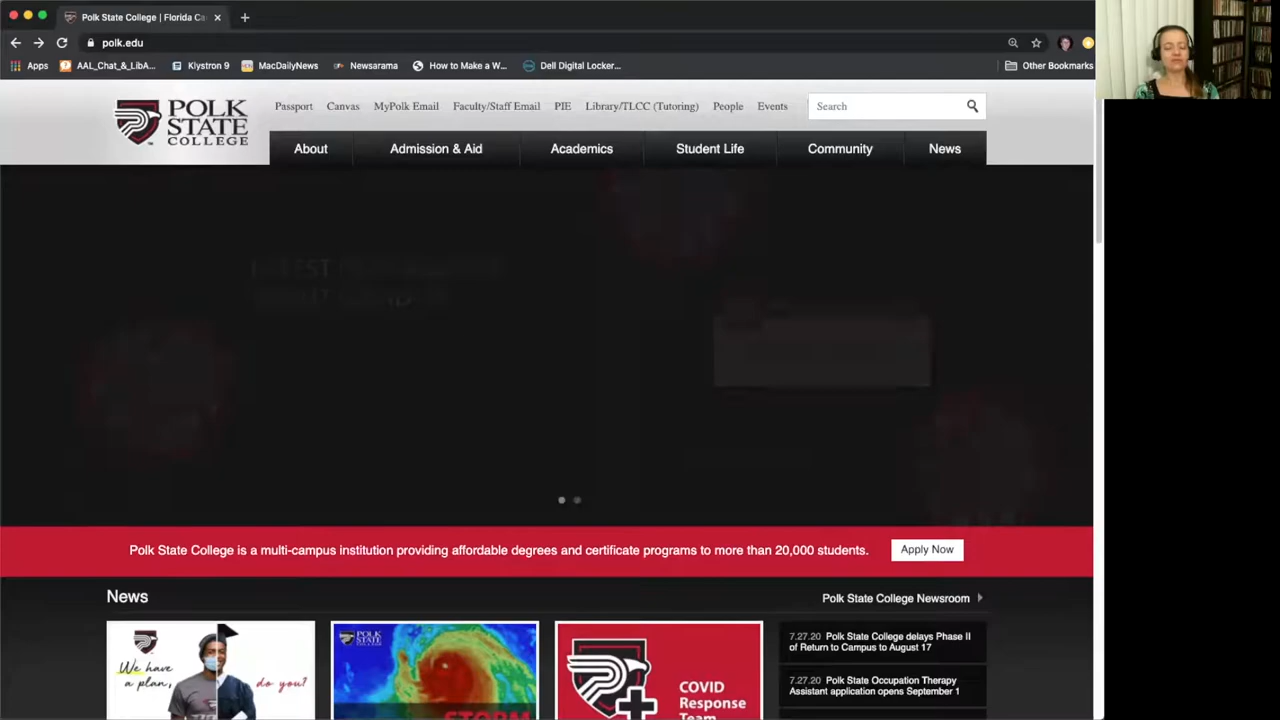 Polk State College | Florida Ca
polk.edu
Apps
AAL_Chat_&_LibA...
Klystron 9
MacDailyNews
Newsarama
How to Make a W...
Dell Digital Locker...
Other Bookmarks
POLK
STATE
COLLEGE
Passport
Canvas
MyPolk Email
Faculty/Staff Email
PIE
Library/TLCC (Tutoring)
People
Events
Search
About
Admission & Aid
Academics
Student Life
Community
News
Polk State College is a multi-campus institution providing affordable degrees and certificate programs to more than 20,000 students.
Apply Now
News
Polk State College Newsroom
We have
a plan,
do you?
POLK
STATE
STORM
COVID
Response
Team
7.27.20 Polk State College delays Phase II
of Return to Campus to August 17
7.27.20 Polk State Occupation Therapy
Assistant application opens September 1